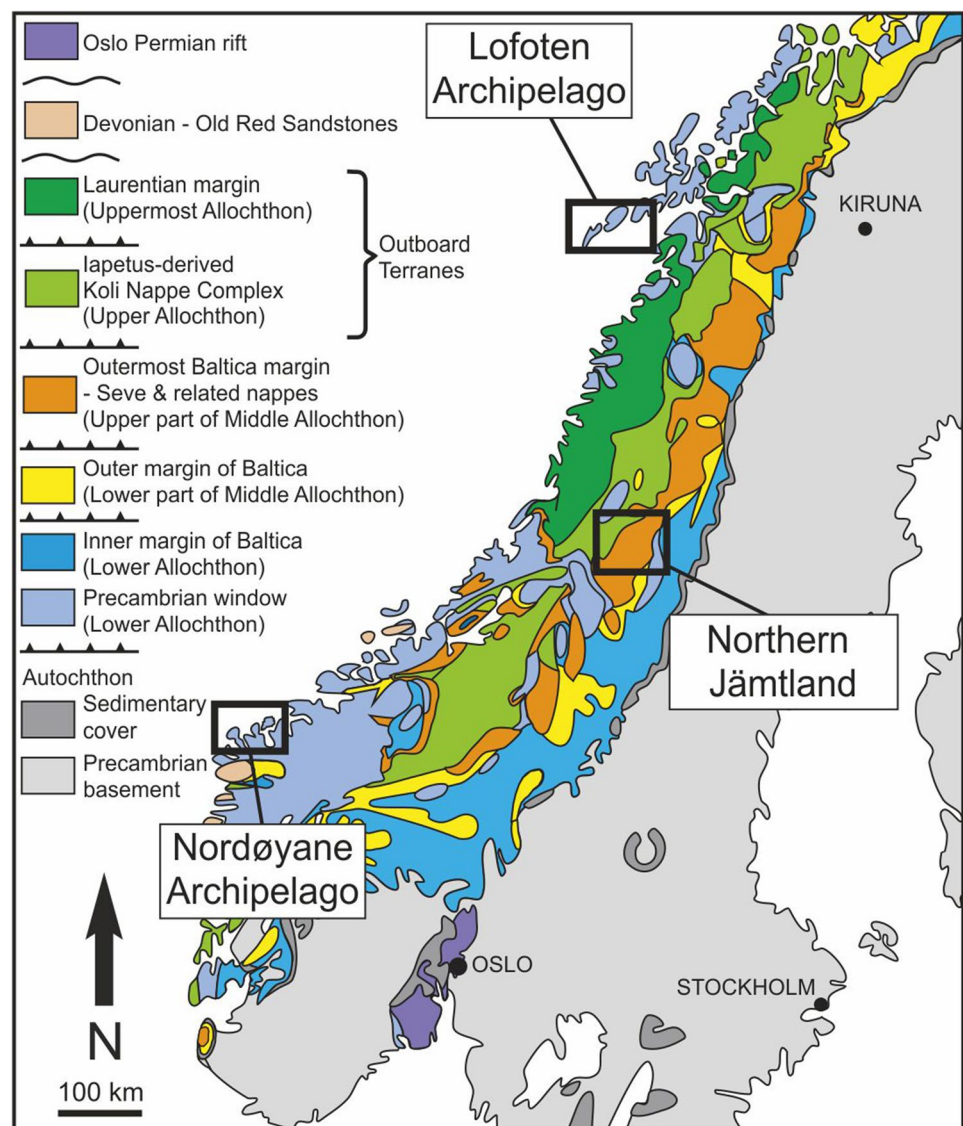 Oslo Permian rift
Devonian - Old Red Sandstones
Laurentian margin
(Uppermost Allochthon)
Iapetus-derived
Koli Nappe Complex
(Upper Allochthon)
Outboard
Terranes
Outermost Baltica margin
- Seve & related nappes
(Upper part of Middle Allochthon)
Outer margin of Baltica
(Lower part of Middle Allochthon)
Inner margin of Baltica
(Lower Allochthon)
Precambrian window
(Lower Allochthon)
Autochthon
Sedimentary
cover
Precambrian
basement
Lofoten
Archipelago
KIRUNA
Northern
Jämtland
Nordøyane
Archipelago
OSLO
STOCKHOLM
N
100 km